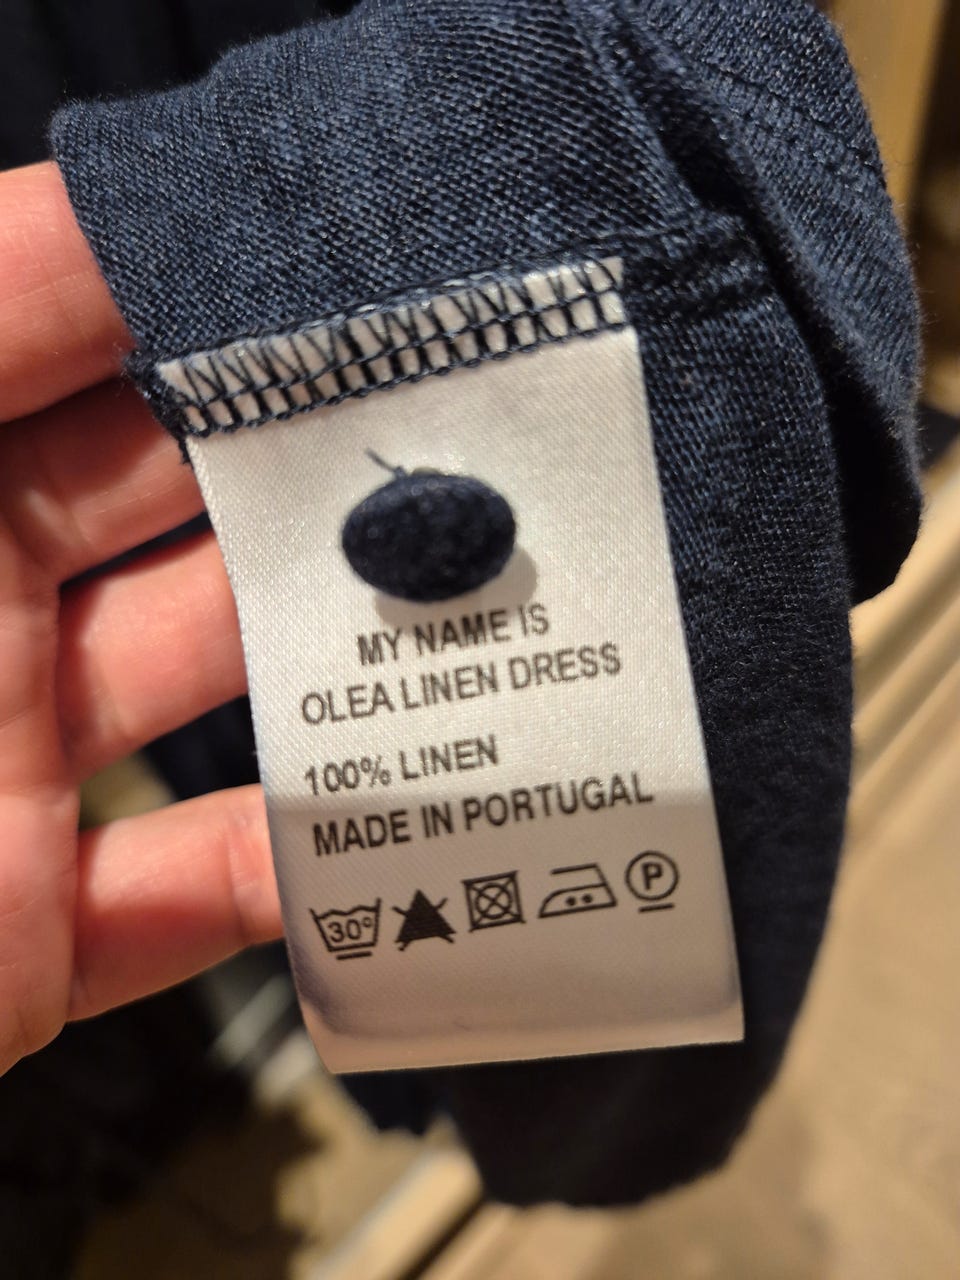 MY NAME IS
OLEA LINEN DRESS
100% LINEN
MADE IN PORTUGAL
30° P